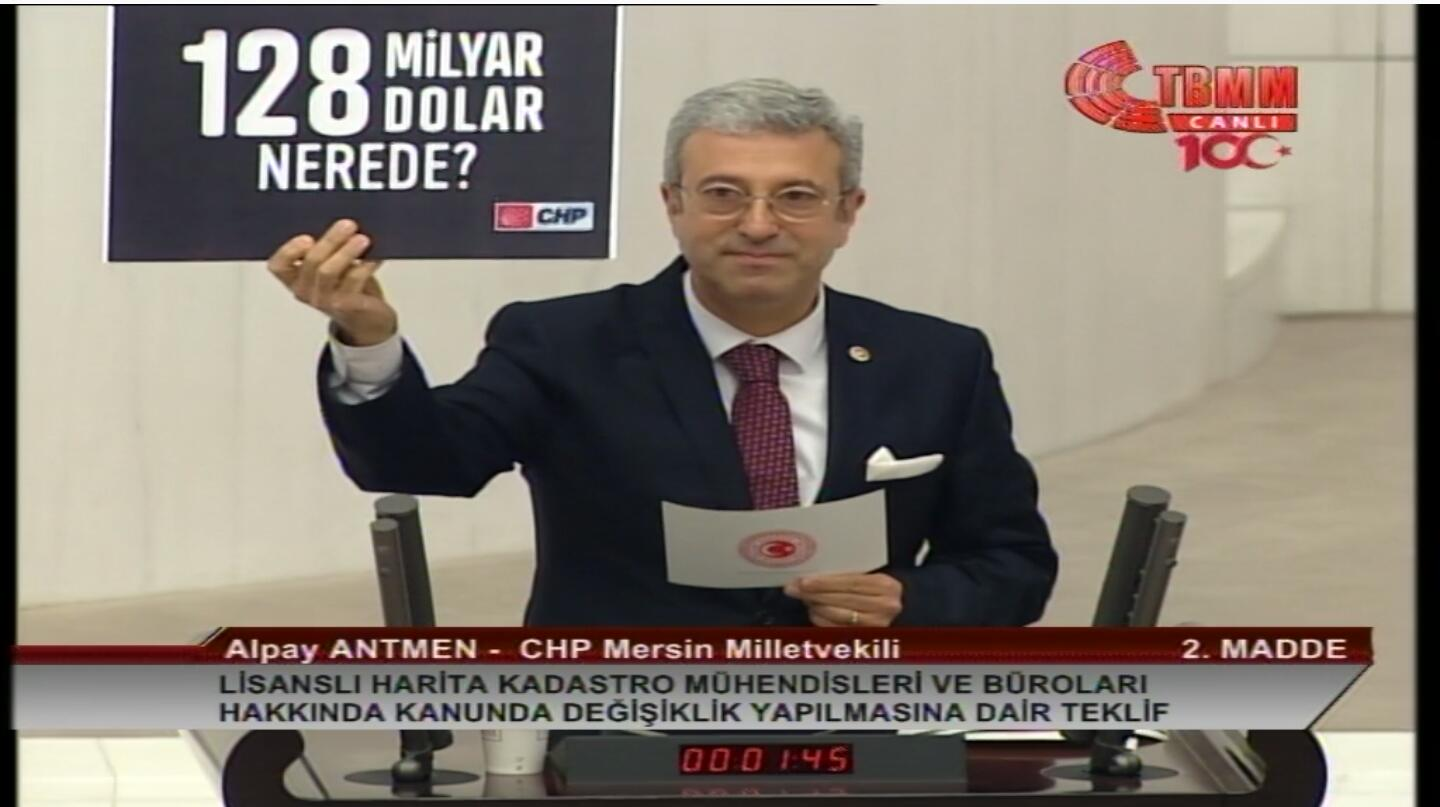 128 MİLYAR
DOLAR
NEREDE?
CHP
TBMM
CANLI
100
Alpay ANTMEN - CHP Mersin Milletvekili
2. MADDE
LİSANSLI HARİTA KADASTRO MÜHENDİSLERİ VE BÜROLARI
HAKKINDA KANUNDA DEĞİŞİKLİK YAPILMASINA DAİR TEKLİF
00:01:45